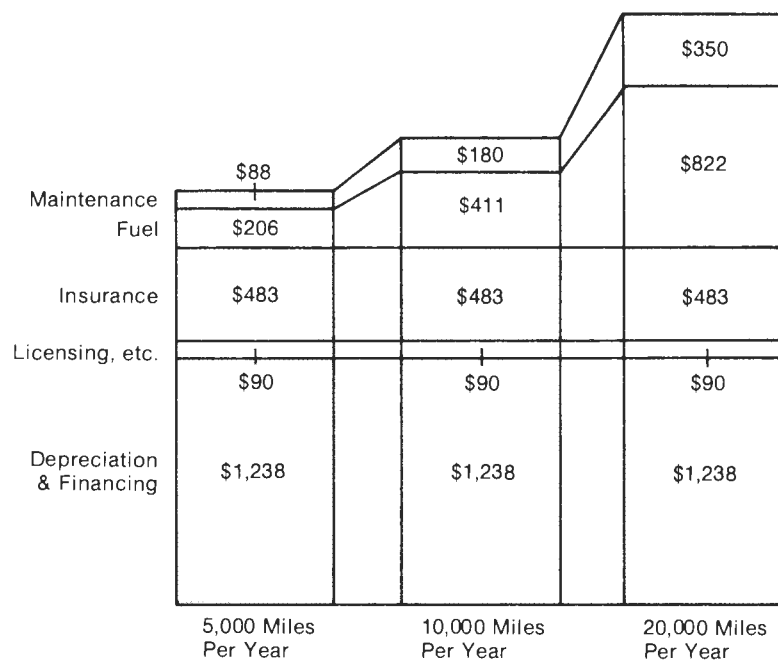 $350
$88
$180
$822
Maintenance
$411
Fuel
$206
Insurance
$483
$483
$483
Licensing, etc.
$90
$90
$90
Depreciation
& Financing
$1,238
$1,238
$1,238
5,000 Miles
Per Year
10,000 Miles
Per Year
20,000 Miles
Per Year